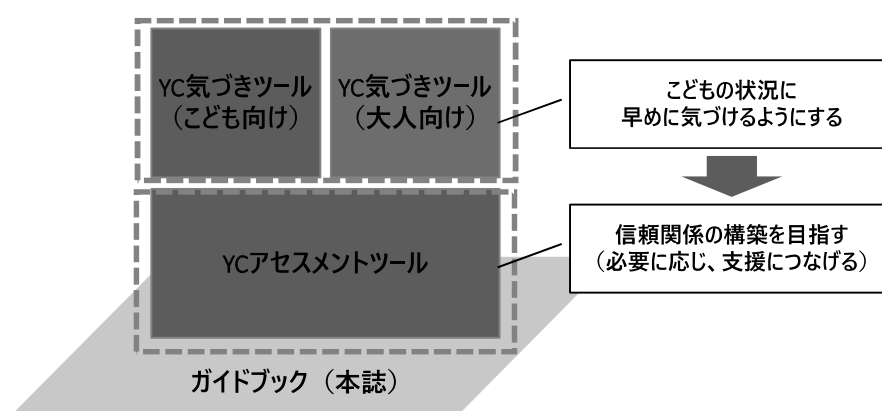 YC気づきツール
（こども向け）
YC気づきツール
（大人向け）
こどもの状況に
早めに気づけるようにする
YCアセスメントツール
信頼関係の構築を目指す
（必要に応じ、支援につなげる）
ガイドブック（本誌）